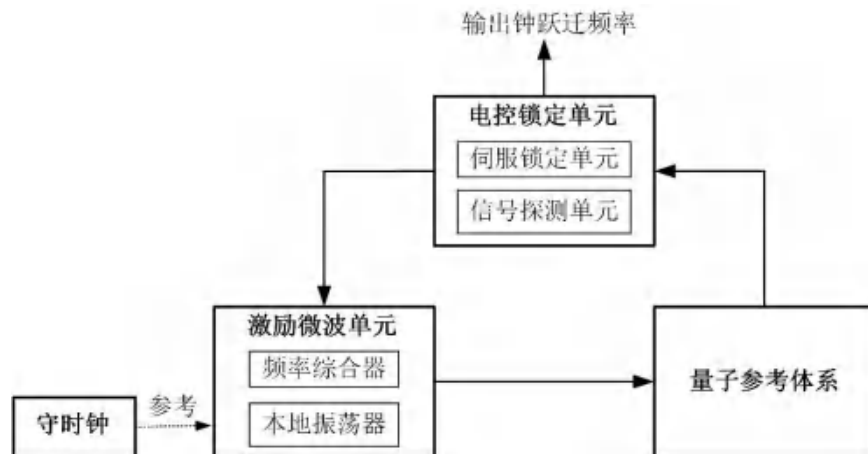 输出钟跃迁频率
电控锁定单元
伺服锁定单元
信号探测单元
激励微波单元
频率综合器
本地振荡器
守时钟
参考
量子参考体系